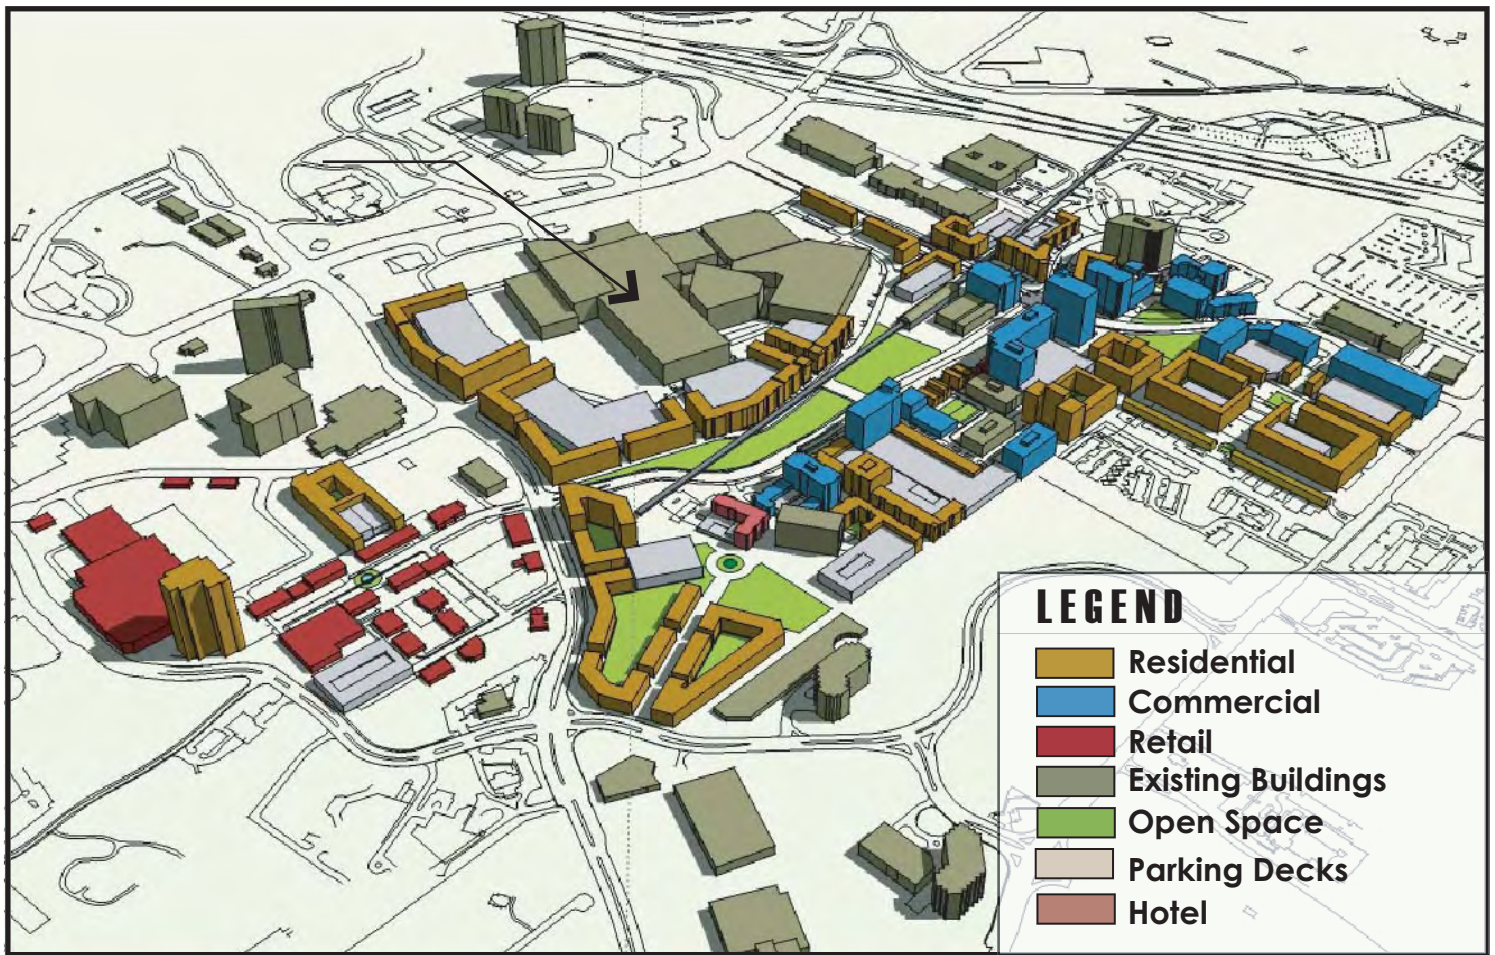 LEGEND
Residential
Commercial
Retail
Existing Buildings
Open Space
Parking Decks
Hotel